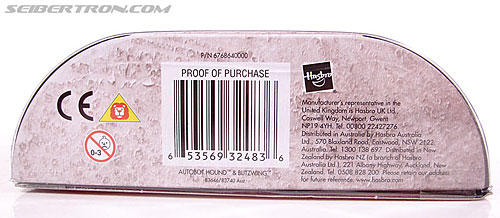 SEIBERTRON.COM
P/N 6768640000
PROOF OF PURCHASE
6 53569 32483 6
AUTOBOT HOUND™ & BLITZWING™
83646/83740 Asst.
CE
0-3
Hasbro
Manufacturer's representative in the
United Kingdom is Hasbro UK Ltd.
Caswell Way, Newport, Gwent
NP19 4YH. Tel. 00800 22427276
Distributed in Australia by Hasbro Australia
Ltd., 570 Blaxland Road, Eastwood, NSW 2122,
Australia. Tel. 1300 138 697. Distributed in New
Zealand by Hasbro NZ (a branch of Hasbro
Australia Ltd.), 221 Albany Highway, Auckland, New
Zealand. Tel. 0508 828 200. Please retain our address
for future reference. www.hasbro.com